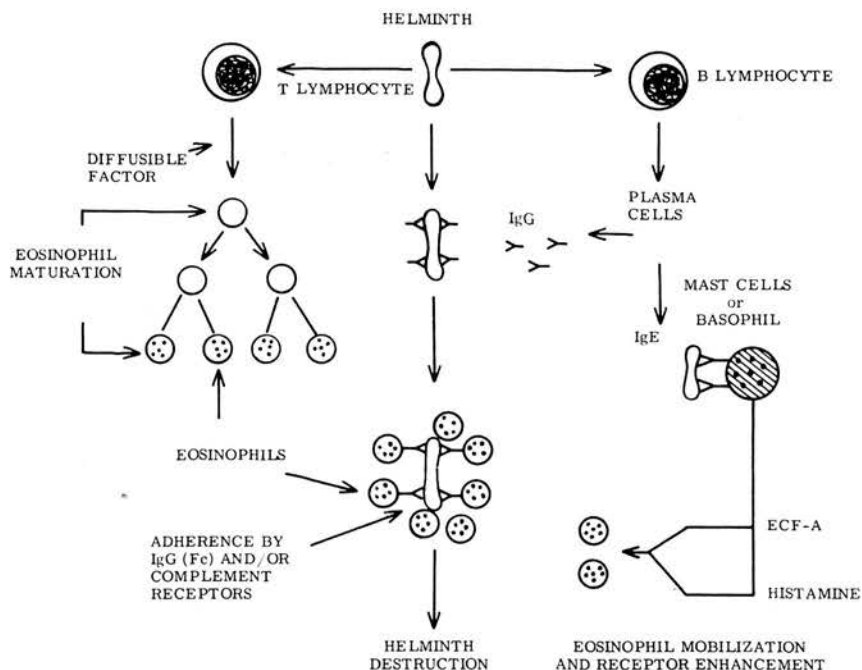 HELMINTH
T LYMPHOCYTE
B LYMPHOCYTE
DIFFUSIBLE
FACTOR
PLASMA
CELLS
IgG
EOSINOPHIL
MATURATION
MAST CELLS
or
BASOPHIL
IgE
EOSINOPHILS
ADHERENCE BY
IgG (Fc) AND/OR
COMPLEMENT
RECEPTORS
ECF-A
HISTAMINE
HELMINTH
DESTRUCTION
EOSINOPHIL MOBILIZATION
AND RECEPTOR ENHANCEMENT